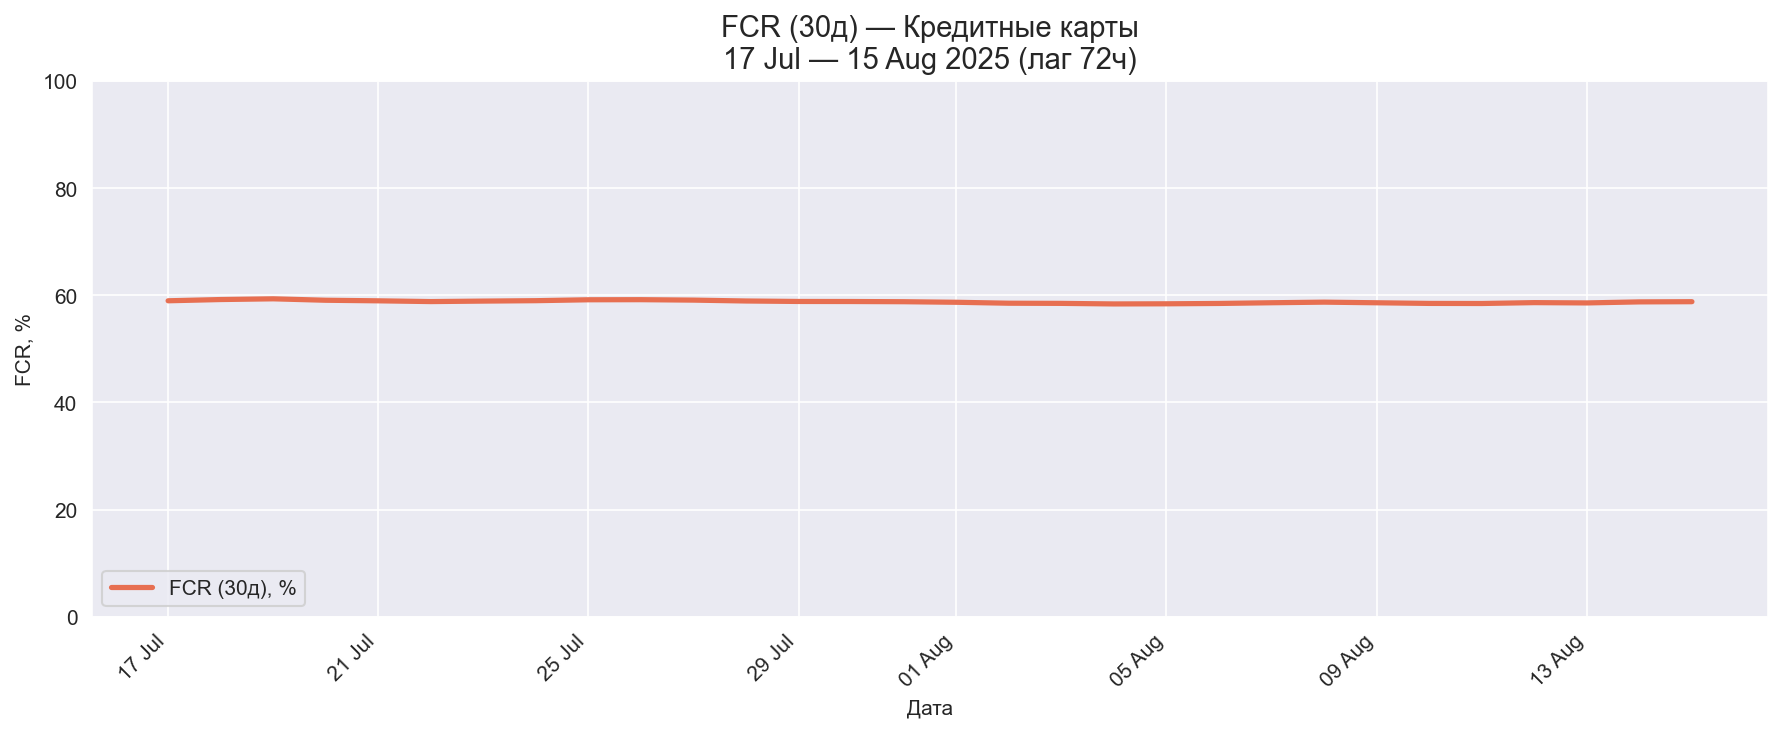 FCR (30д) — Кредитные карты
17 Jul — 15 Aug 2025 (лаг 72ч)
FCR, %
100
80
60
40
20
0
FCR (30д), %
17 Jul
21 Jul
25 Jul
29 Jul
01 Aug
05 Aug
09 Aug
13 Aug
Дата